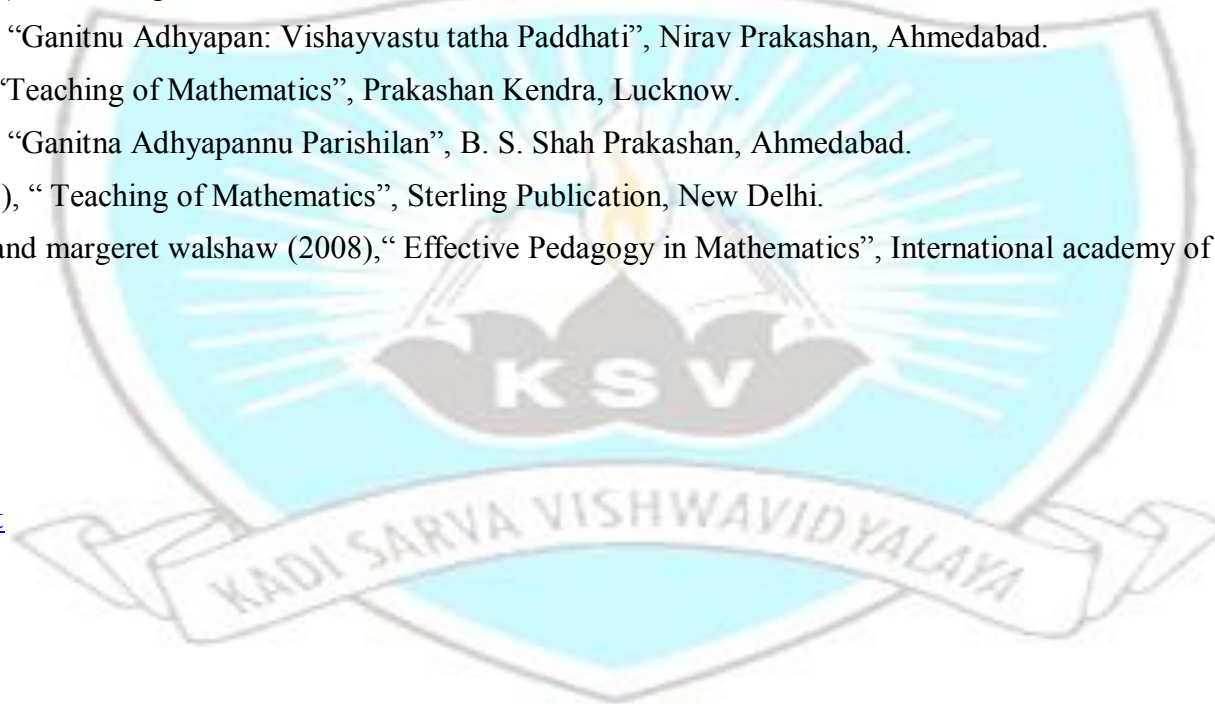 “Ganitnu Adhyapan: Vishayvastu tatha Paddhati”, Nirav Prakashan, Ahmedabad.
“Teaching of Mathematics”, Prakashan Kendra, Lucknow.
“Ganitna Adhyapannu Parishilan”, B. S. Shah Prakashan, Ahmedabad.
), “ Teaching of Mathematics”, Sterling Publication, New Delhi.
and margeret walshaw (2008),“ Effective Pedagogy in Mathematics”, International academy of
KSV
KADI SARVA VISHWAVIDYALAYA